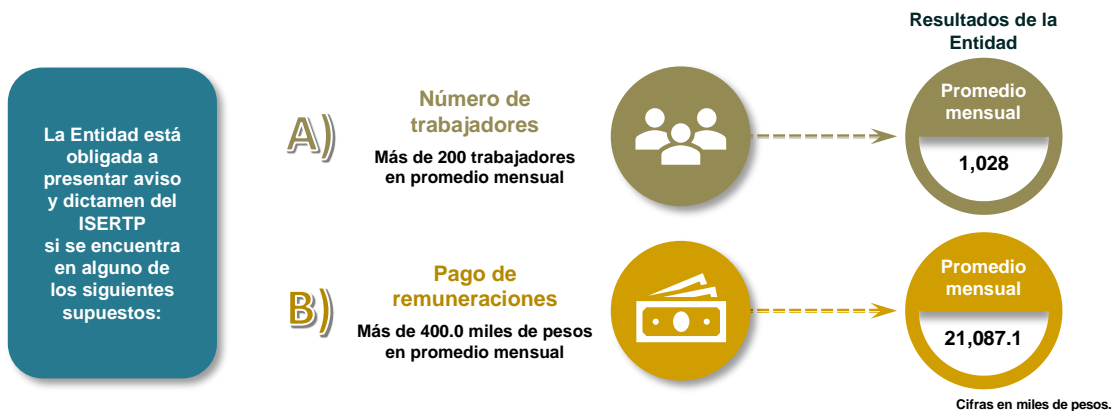 La Entidad está
obligada a
presentar aviso
y dictamen del
ISERTP
si se encuentra
en alguno de
los siguientes
supuestos:
A)
Número de
trabajadores
Más de 200 trabajadores
en promedio mensual
Resultados de la
Entidad
Promedio
mensual
1,028
B)
Pago de
remuneraciones
Más de 400.0 miles de pesos
en promedio mensual
Promedio
mensual
21,087.1
Cifras en miles de pesos.